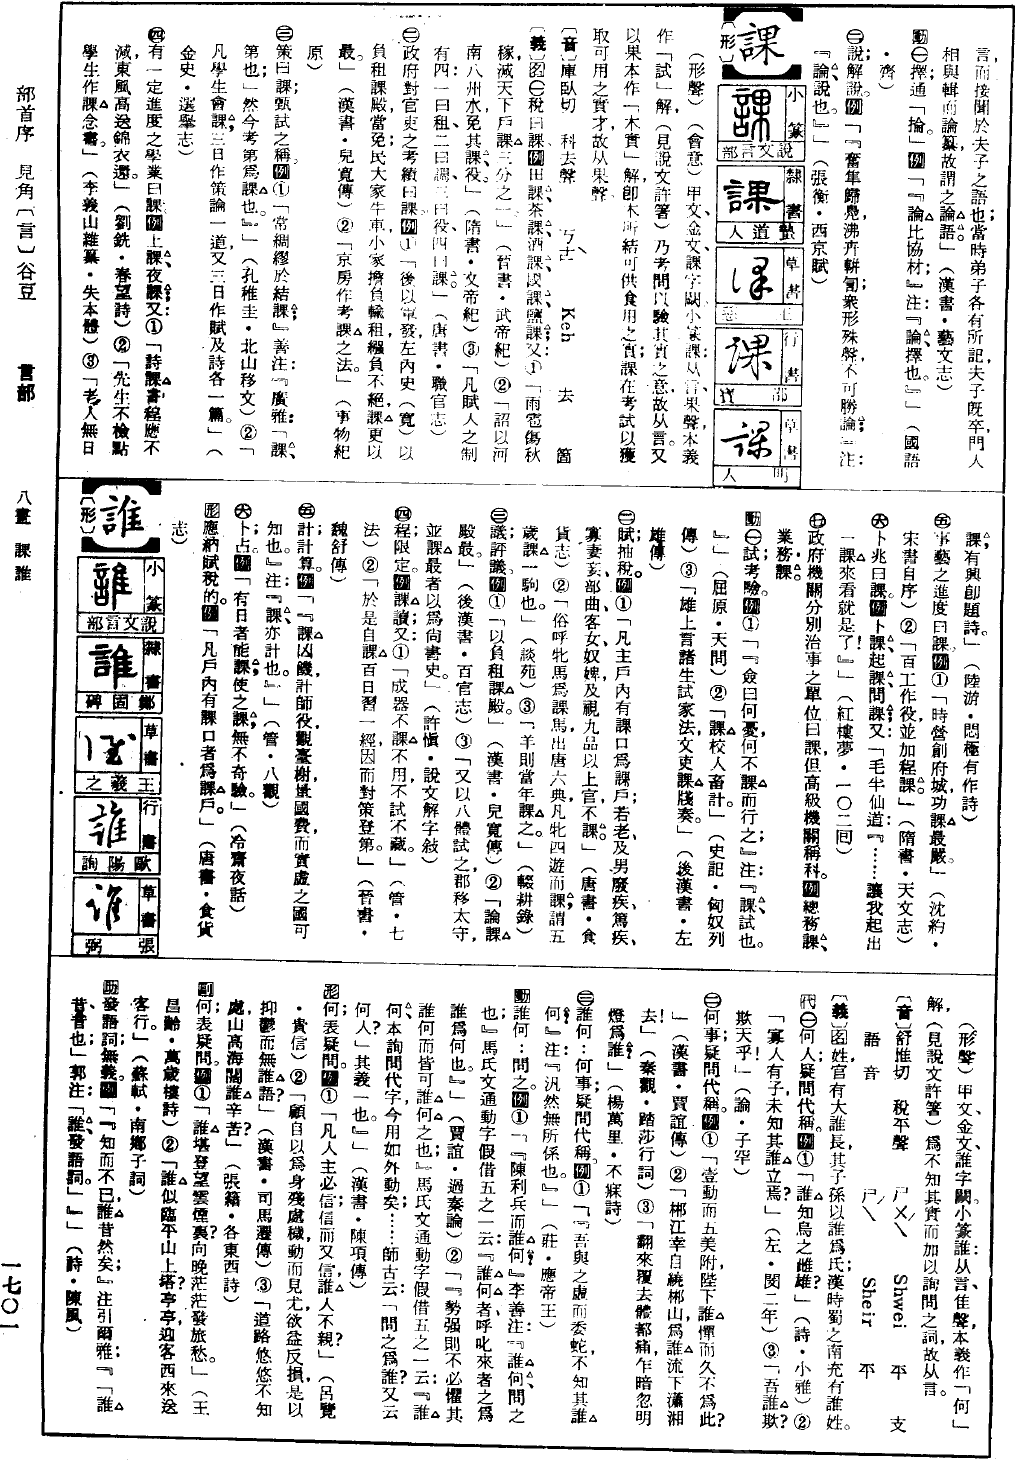 言而接聞於夫子之語也當時弟子各有所記夫子既卒門人
相與輯而論纂故謂之論語。」(漢書・藝文志)
動㊀擇通「掄。」例「『論比協材』注『論擇也。』」(國語
・齊)
㊁說解說。例「『奮隼歸鳧沸卉軿訇衆形殊聲不可勝論』注:
『論說也。』」(張衡・西京賦)
課
〔形〕
小篆
說文言部
隸書
蟄道人
草書
行書
草書
明人
(形聲)(會意)甲文、金文課字闕。小篆課:从言果聲,本義
作「試」解,(見說文許箸)乃考問以驗其實之意,故从言。又
以果本作「木實」解,卽木所結可供食用之實;課在考試以獲
取可用之實才,故从果聲。
〔音〕庫臥切 科去聲 ㄎㄜˋ Keh 去 箇
〔義〕名㊀稅曰課。例田課、茶課、酒課、鹽課;又①「雨雹傷秋
稼,減天下戶課三分之一」(晉書・武帝紀)②「詔以河
南八州水,免其課役。」(隋書・文帝紀)③「凡賦人之制
有四:一曰租,二曰調,三曰役,四曰課。」(唐書・職官志)
㊁政府對官吏之考績曰課。例①「後以軍發,左內史(寬)以
負租課殿,當免。民大家牛車,小家擔負,輸租繦負不絕,課更以
最。」(漢書・兒寬傳)②「京房作考課之法。」(事物紀
原)
㊂策曰課,甄試之稱。例①「『常綢繆於結課』善注:『廣雅:「課
第也。」然今考第爲課也。』」(孔稚圭・北山移文)②「
凡學生會課,三日作策論一道,又三日作賦及詩各一篇。」(
金史・選舉志)
㊃有一定進度之學業曰課。例上課、夜課;又①「詩課書程應不
減,東風高送錦衣還。」(劉銑・春望詩)②「先生不檢點
學生作課念書。」(李義山雜纂・失本體)③「老人無日
課,有興卽題詩。」(陸游・悶極有作詩)
㊄事藝之進度曰課。例①「時營創府城,功課最嚴。」(沈約・
宋書自序)②「百工作役,並加程課。」(隋書・天文志)
㊅卜兆曰課。例卜課、起課、問課;又「毛半仙道:『……讓我起出
一課來看就是了!』」(紅樓夢・一〇二回)
㊆政府機關分別治事之單位曰課,但高級機關稱科。例總務課、
業務課。
動㊀試;考驗。例①「『僉曰何憂,何不課而行之』注:『課,試也。
』」(屈原・天問)②「課校人畜計。」(史記・匈奴列
傳)③「雄上言諸生試家法,文吏課牋奏。」(後漢書・左
雄傳)
㊁賦;抽稅。例①「凡主戶內有課口爲課戶,若老及男廢疾、篤疾、
寡妻妾、部曲、客女、奴婢及視九品以上官,不課。」(唐書・食
貨志)②「俗呼牝馬爲課馬,出唐六典:凡牝四遊而課,謂五
歲課一駒也。」(談苑)③「羊則當年課之。」(輟耕錄)
㊂議;評議。例①「以負租課殿。」(漢書・兒寬傳)②「論課
殿最。」(後漢書・百官志)③「又以八體試之,郡移太守,
並課最者以爲尚書史。」(許愼・說文解字敍)
㊃程;限定。例課讀;又①「成器不課不用,不試不藏。」(管・七
法)②「於是自課,百日習一經,因而對策登第。」(晉書・
魏舒傳)
㊄計;計算。例「『課凶饑,計師役,觀臺榭,量國費,而實虛之國可
知也。』注:『課亦計也。』」(管・八觀)
㊅卜;占。例「有日者能課,使之課,無不奇驗。」(冷齋夜話)
形應納賦稅的。例「凡戶內有課口者爲課戶。」(唐書・食貨
志)
誰
〔形〕
小篆
說文言部
隸書
鄭固碑
草書
王羲之
行書
歐陽詢
草書
張弼
(形聲)甲文、金文誰字闕。小篆誰:从言隹聲,本義作「何」
解,(見說文許箸)爲不知其實而加以詢問之詞,故从言。
〔音〕舒推切 稅平聲 ㄕㄨㄟˊ Shwei 平 支
語音 ㄕㄟˊ Sheir 平
〔義〕名姓,官有大誰長,其子孫以誰爲氏,漢時蜀之南充有誰姓。
代㊀何人,疑問代稱。例①「誰知烏之雌雄?」(詩・小雅)②
「寡人有子,未知其誰立焉?」(左・閔二年)③「吾誰欺?
欺天乎!」(論・子罕)
㊁何事,疑問代稱。例①「壹動而五美附,陛下誰憚而久不爲此?
」(漢書・賈誼傳)②「郴江幸自繞郴山,爲誰流下瀟湘
去?」(秦觀・踏莎行詞)③「翻來覆去體都痛,乍暗忽明
燈爲誰?」(楊萬里・不寐詩)
㊂誰何:何事,疑問代稱。例①「『吾與之虛而委蛇,不知其誰
何』注:『汎然無所係也。』」(莊・應帝王)
動誰何:問之。例①「『陳利兵而誰何』李善注:『誰何,問之
也。』馬氏文通動字假借五之一云:『誰何者,呼叱來者之爲
誰爲何也。』」(賈誼・過秦論)②「『勢强則不必懼其
誰何,而皆可誰何之也。』馬氏文通動字假借五之一云:『誰
何本詢問代字,今用如外動矣。……師古云:「問之爲誰,又云
何人?」其義一也。』」(漢書・陳項傳)
形何,表疑問。例①「凡人主必信,信而又信,誰人不親?」(呂覽
・貴信)②「顧自以爲身殘處穢,動而見尤,欲益反損,是以
抑鬱而無誰語?」(漢書・司馬遷傳)③「道路悠悠不知
處,山高海闊誰辛苦?」(張籍・各東西詩)
副何,表疑問。例①「誰堪登望雲煙裏?向晚茫茫發旅愁。」(王
昌齡・萬歲樓詩)②「誰似臨平山上塔?亭亭,迎客西來送
客行。」(蘇軾・南鄉子詞)
助發語詞,無義。例「『知而不已,誰昔然矣』注引爾雅:『「誰
昔,昔也」郭注:「誰,發語詞。」』」(詩・陳風)
部首序 見角〔言〕谷豆 言部 八畫 課誰 一七〇一